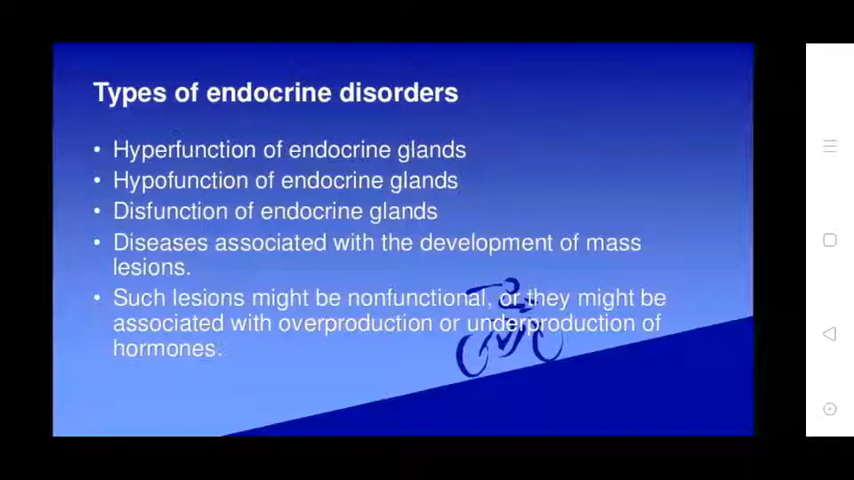 Types of endocrine disorders
• Hyperfunction of endocrine glands
• Hypofunction of endocrine glands
• Disfunction of endocrine glands
• Diseases associated with the development of mass
lesions.
• Such lesions might be nonfunctional, or they might be
associated with overproduction or underproduction of
hormones.